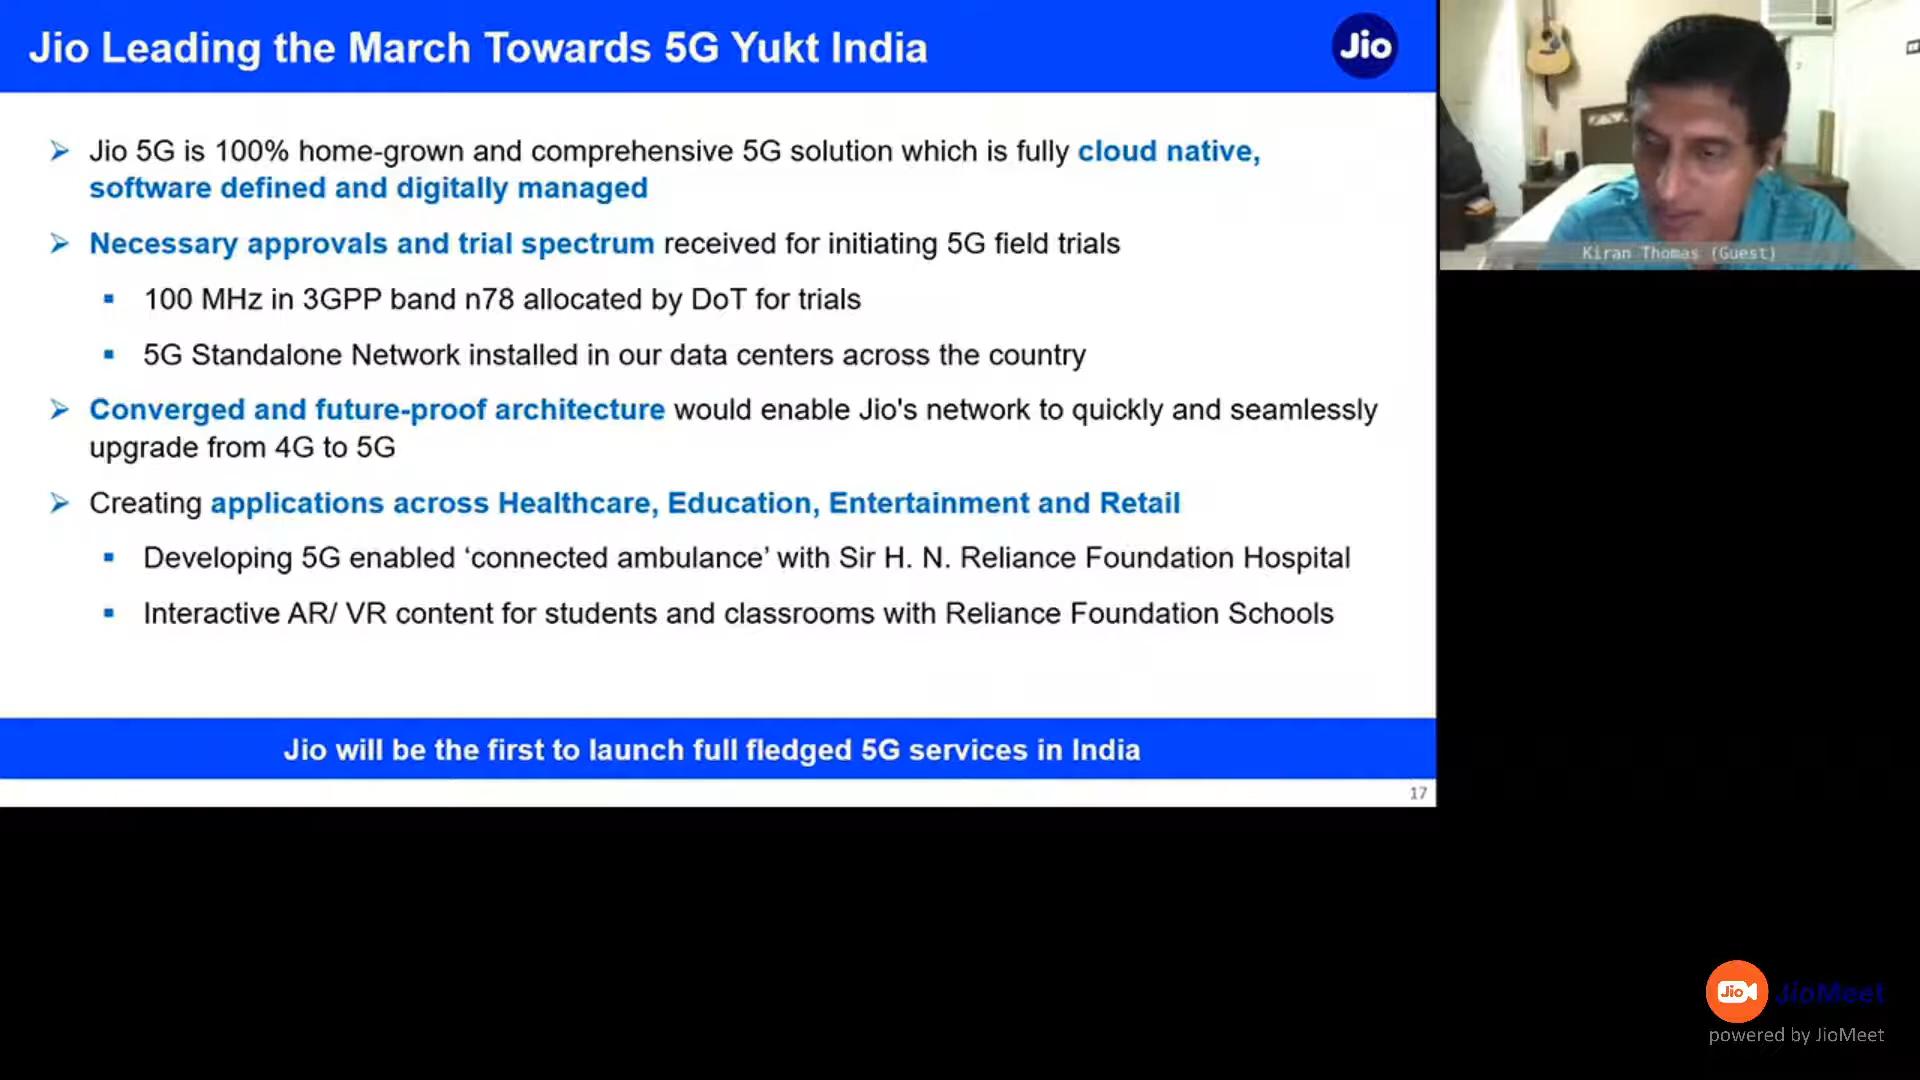 Jio Leading the March Towards 5G Yukt India
Jio
Jio 5G is 100% home-grown and comprehensive 5G solution which is fully cloud native,
software defined and digitally managed
Necessary approvals and trial spectrum received for initiating 5G field trials
100 MHz in 3GPP band n78 allocated by DoT for trials
5G Standalone Network installed in our data centers across the country
Converged and future-proof architecture would enable Jio's network to quickly and seamlessly
upgrade from 4G to 5G
Creating applications across Healthcare, Education, Entertainment and Retail
Developing 5G enabled ‘connected ambulance’ with Sir H. N. Reliance Foundation Hospital
Interactive AR/ VR content for students and classrooms with Reliance Foundation Schools
Jio will be the first to launch full fledged 5G services in India
17
Kiran Thomas (Guest)
Jio
JioMeet
powered by JioMeet